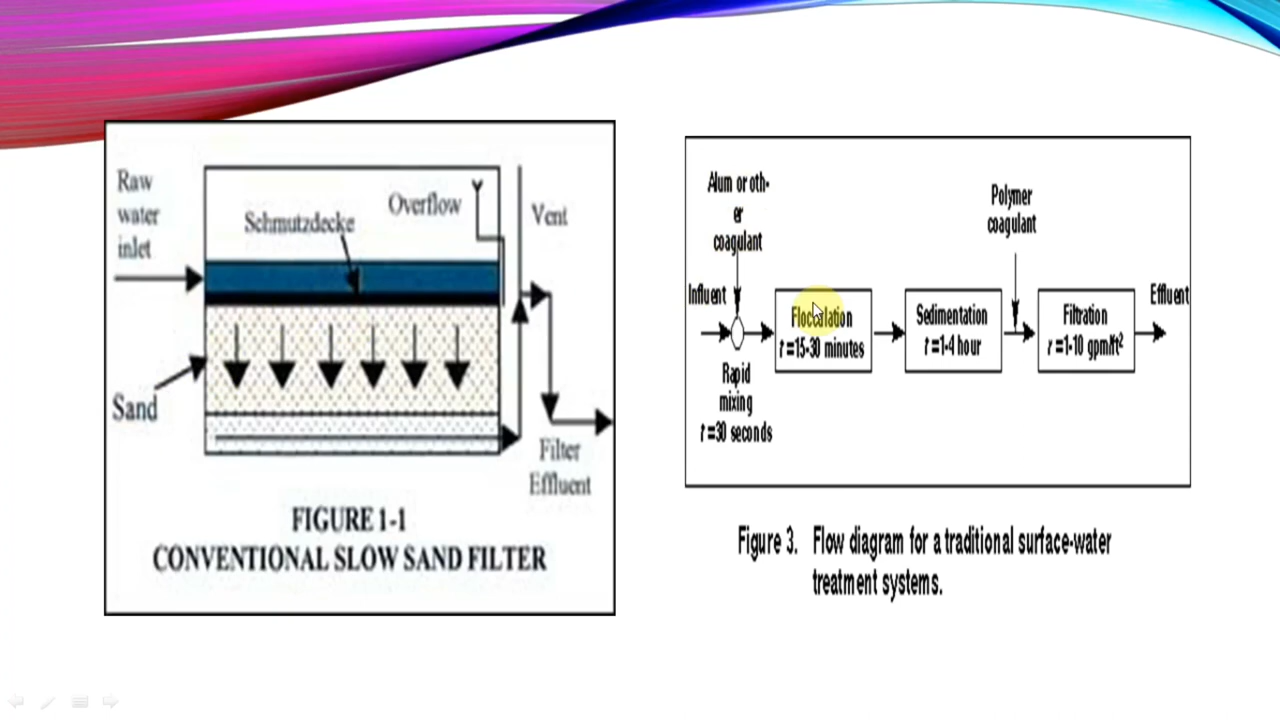 Raw
water
inlet
Schmutzdecke
Overflow
Vent
Sand
Filter
Effluent
FIGURE 1-1
CONVENTIONAL SLOW SAND FILTER
Alum or oth-
er
coagulant
Polymer
coagulant
Influent
Flocculation
t =15-30 minutes
Sedimentation
t =1-4 hour
Filtration
r =1-10 gpm/ft²
Effluent
Rapid
mixing
t =30 seconds
Figure 3. Flow diagram for a traditional surface-water
treatment systems.